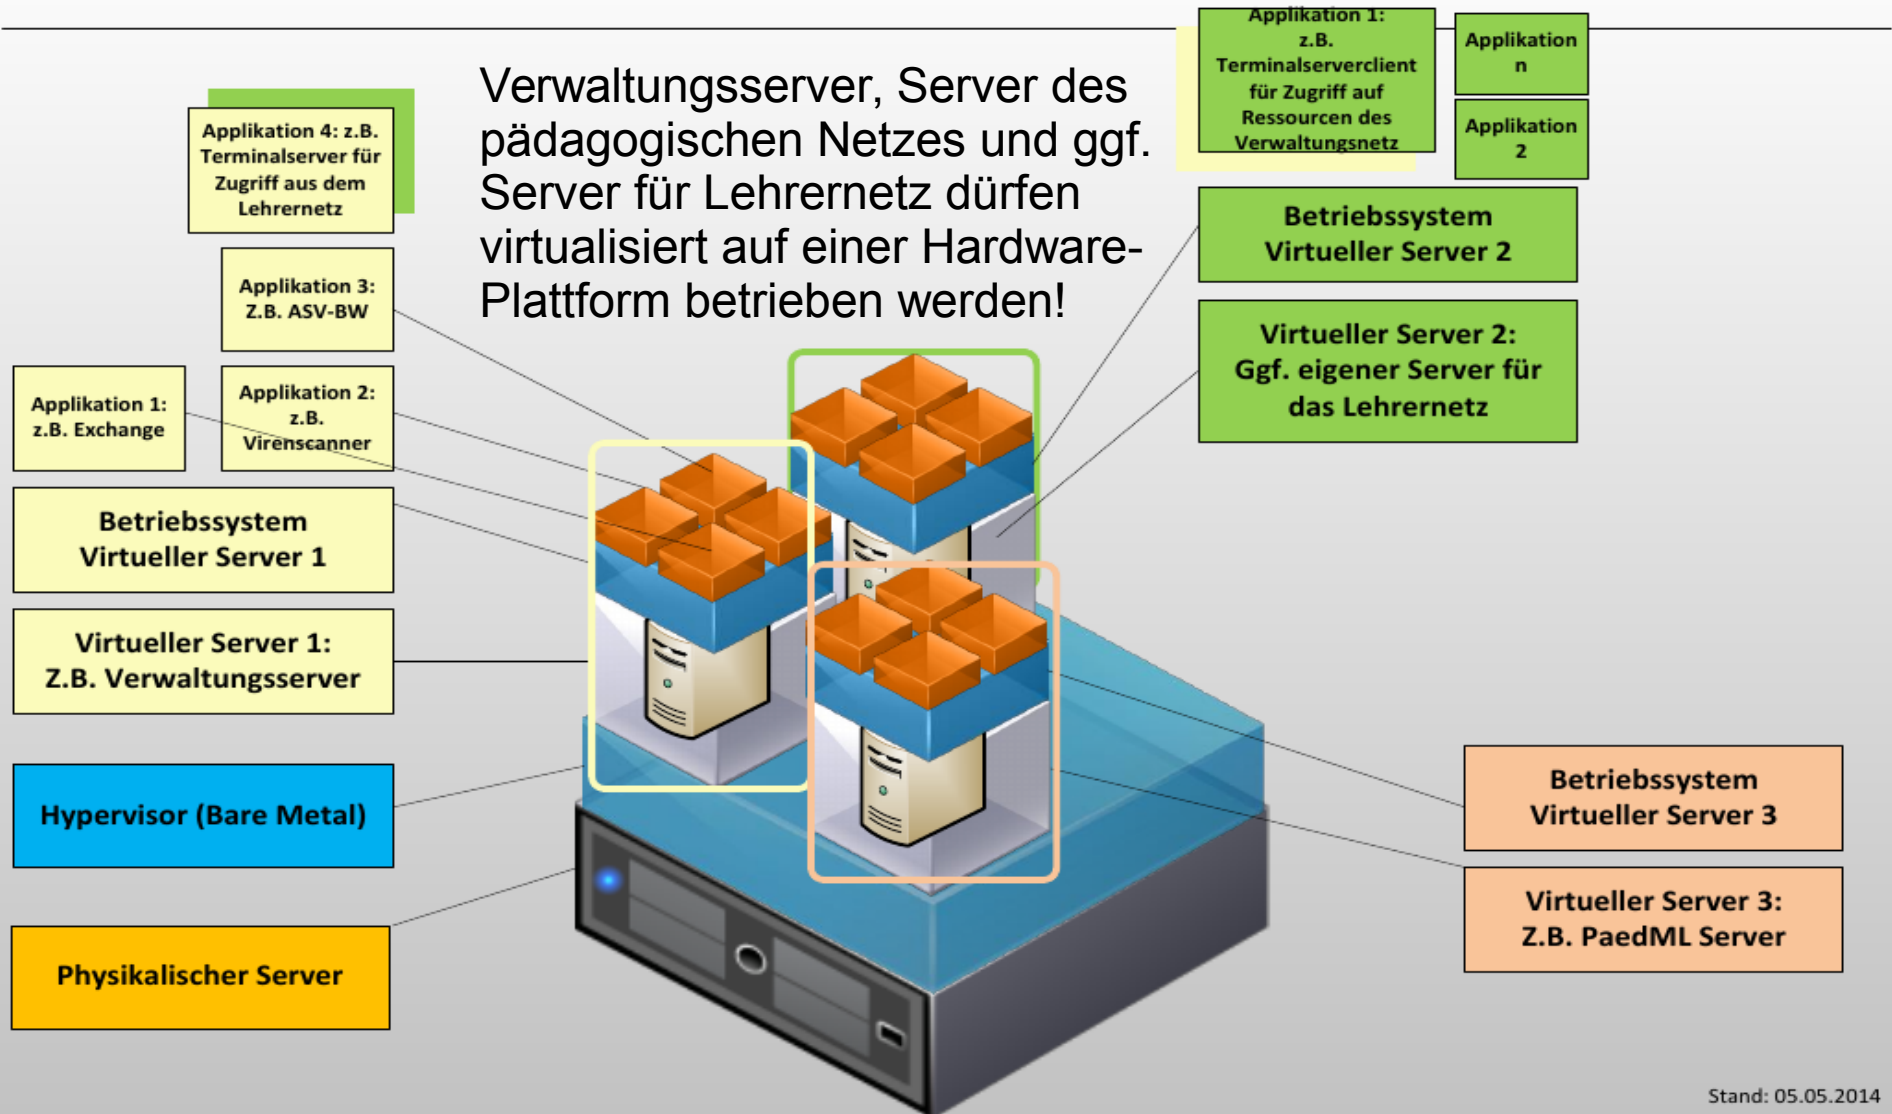 Verwaltungsserver, Server des
pädagogischen Netzes und ggf.
Server für Lehrernetz dürfen
virtualisiert auf einer Hardware-
Plattform betrieben werden!
Applikation 4: z.B.
Terminalserver für
Zugriff aus dem
Lehrernetz
Applikation 3:
Z.B. ASV-BW
Applikation 1:
z.B. Exchange
Applikation 2:
z.B.
Virenscanner
Betriebssystem
Virtueller Server 1
Virtueller Server 1:
Z.B. Verwaltungsserver
Hypervisor (Bare Metal)
Physikalischer Server
Applikation 1:
z.B.
Terminalserverclient
für Zugriff auf
Ressourcen des
Verwaltungsnetz
Applikation
n
Applikation
2
Betriebssystem
Virtueller Server 2
Virtueller Server 2:
Ggf. eigener Server für
das Lehrernetz
Betriebssystem
Virtueller Server 3
Virtueller Server 3:
Z.B. PaedML Server
Stand: 05.05.2014